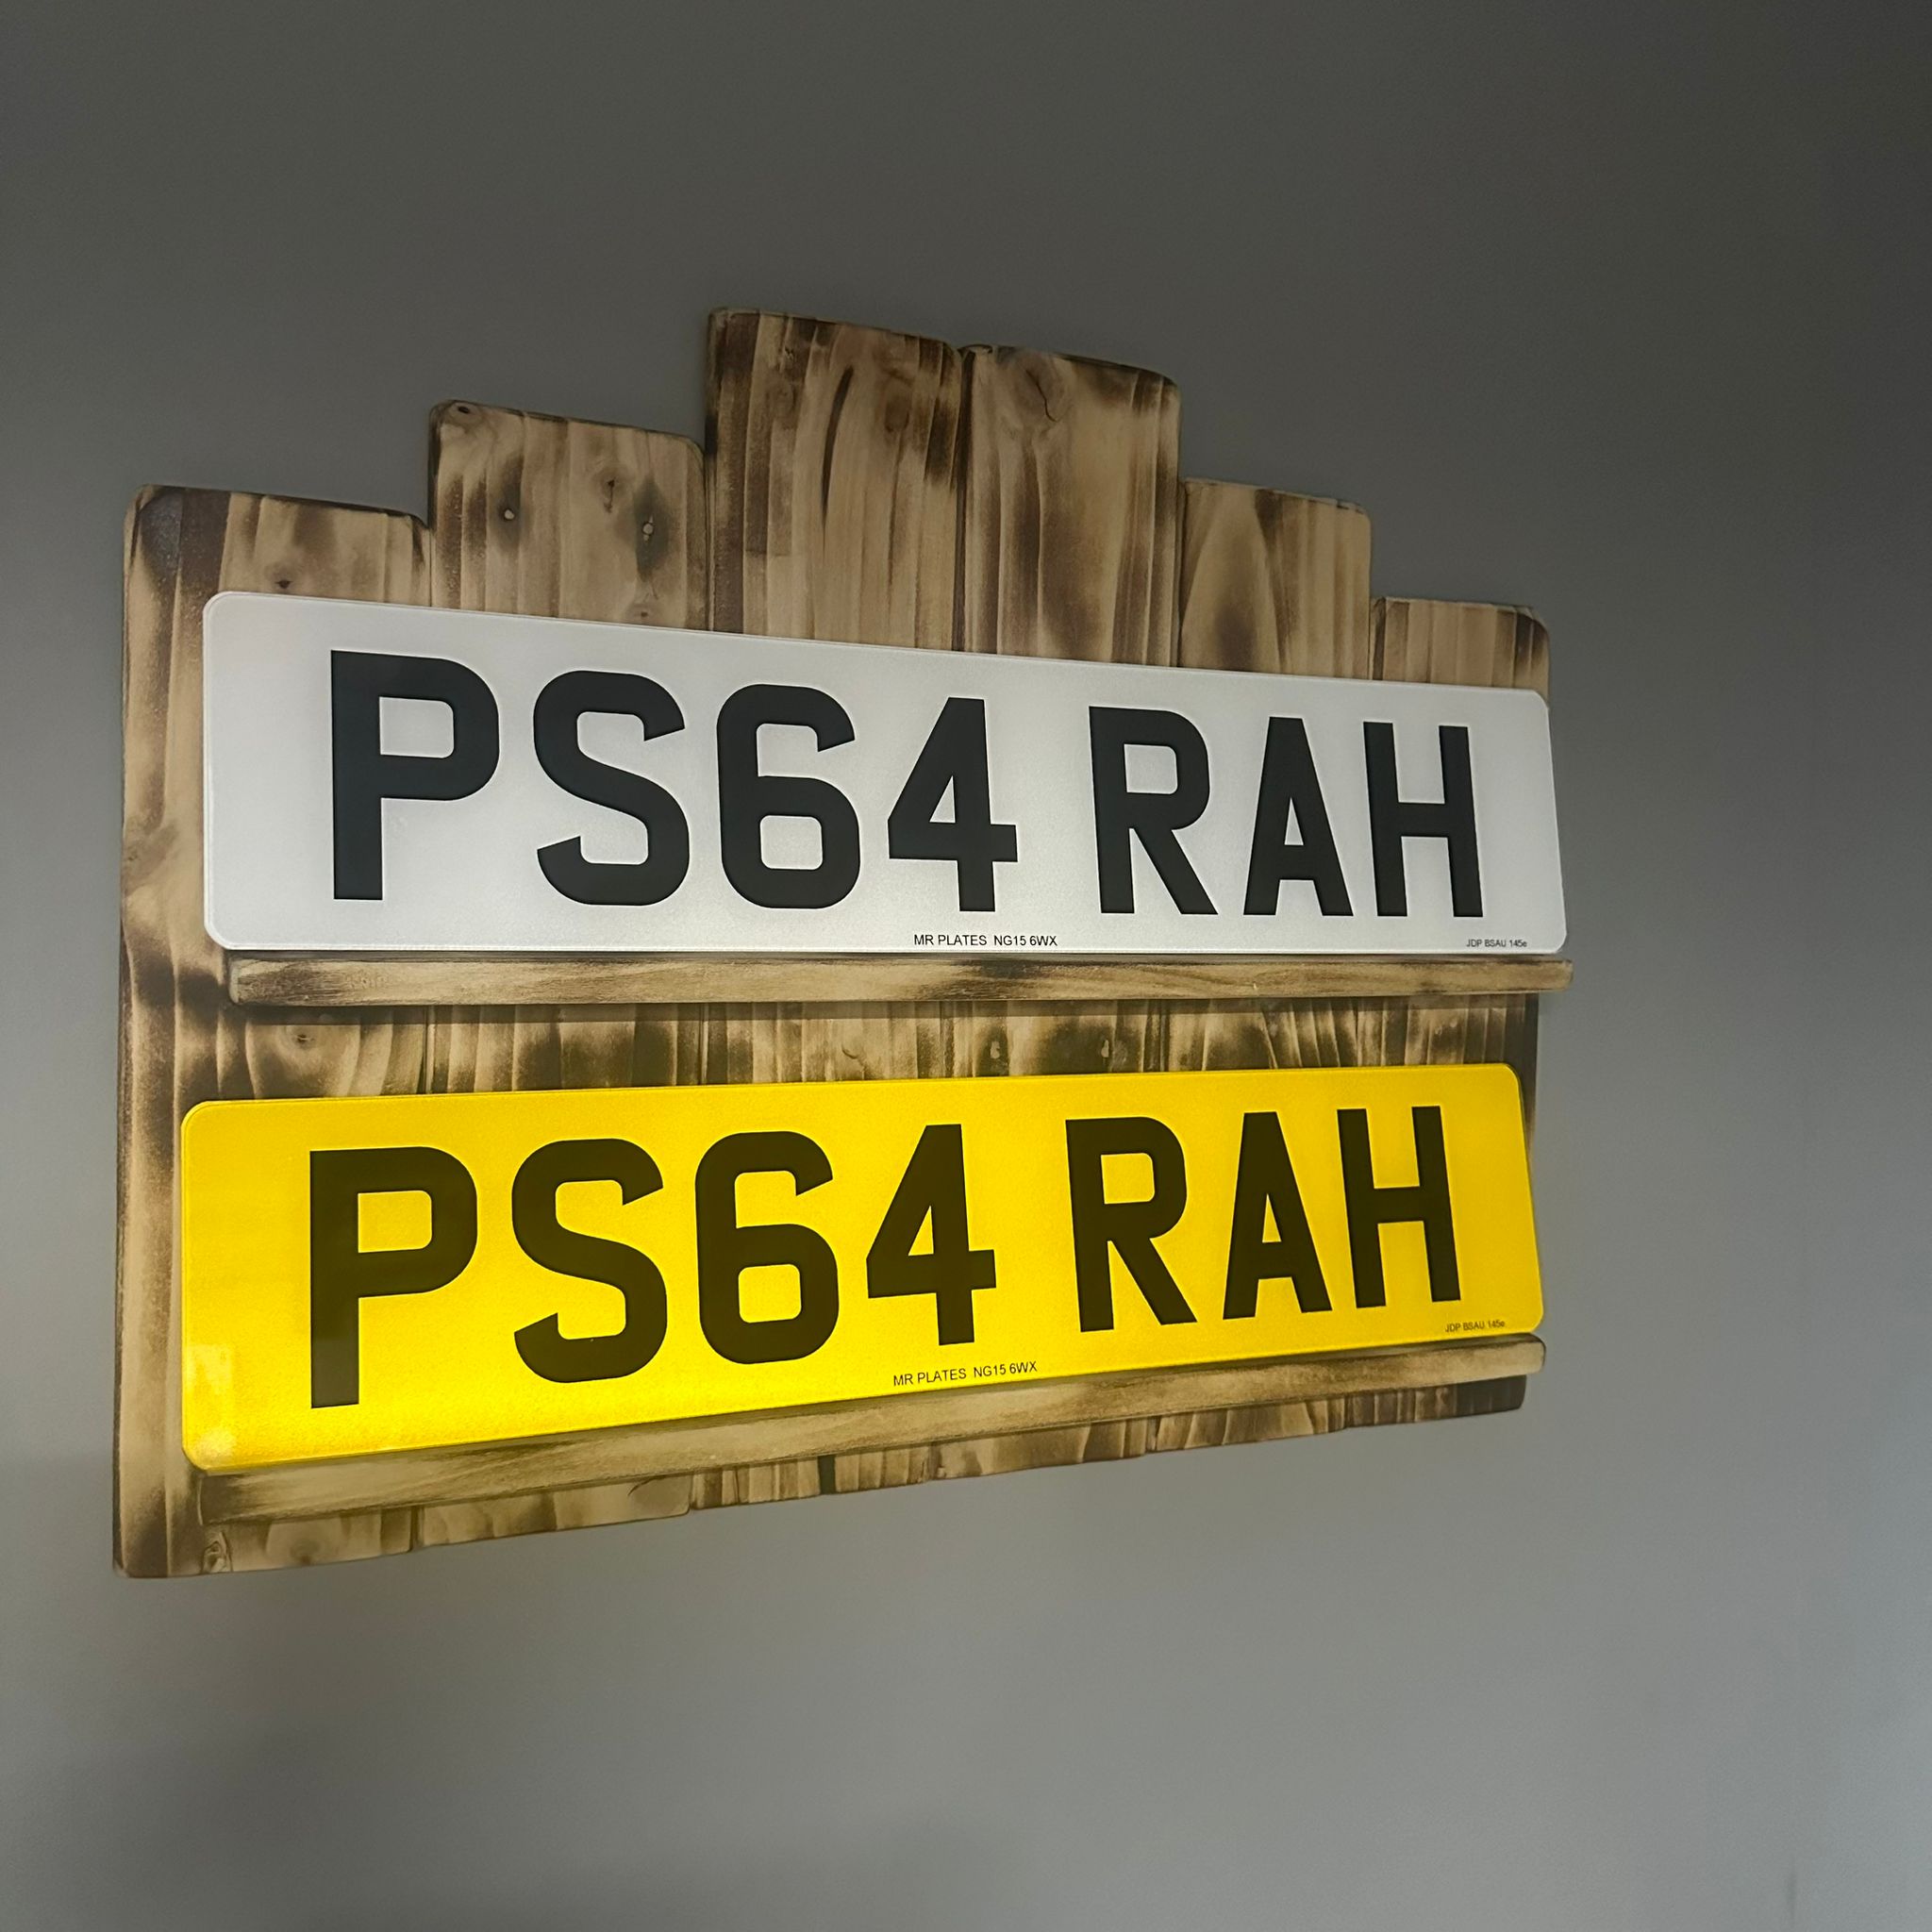 PS64 RAH
MR PLATES NG15 6WX
JDP BSAU 145e
PS64 RAH
MR PLATES NG15 6WX
JDP BSAU 145e